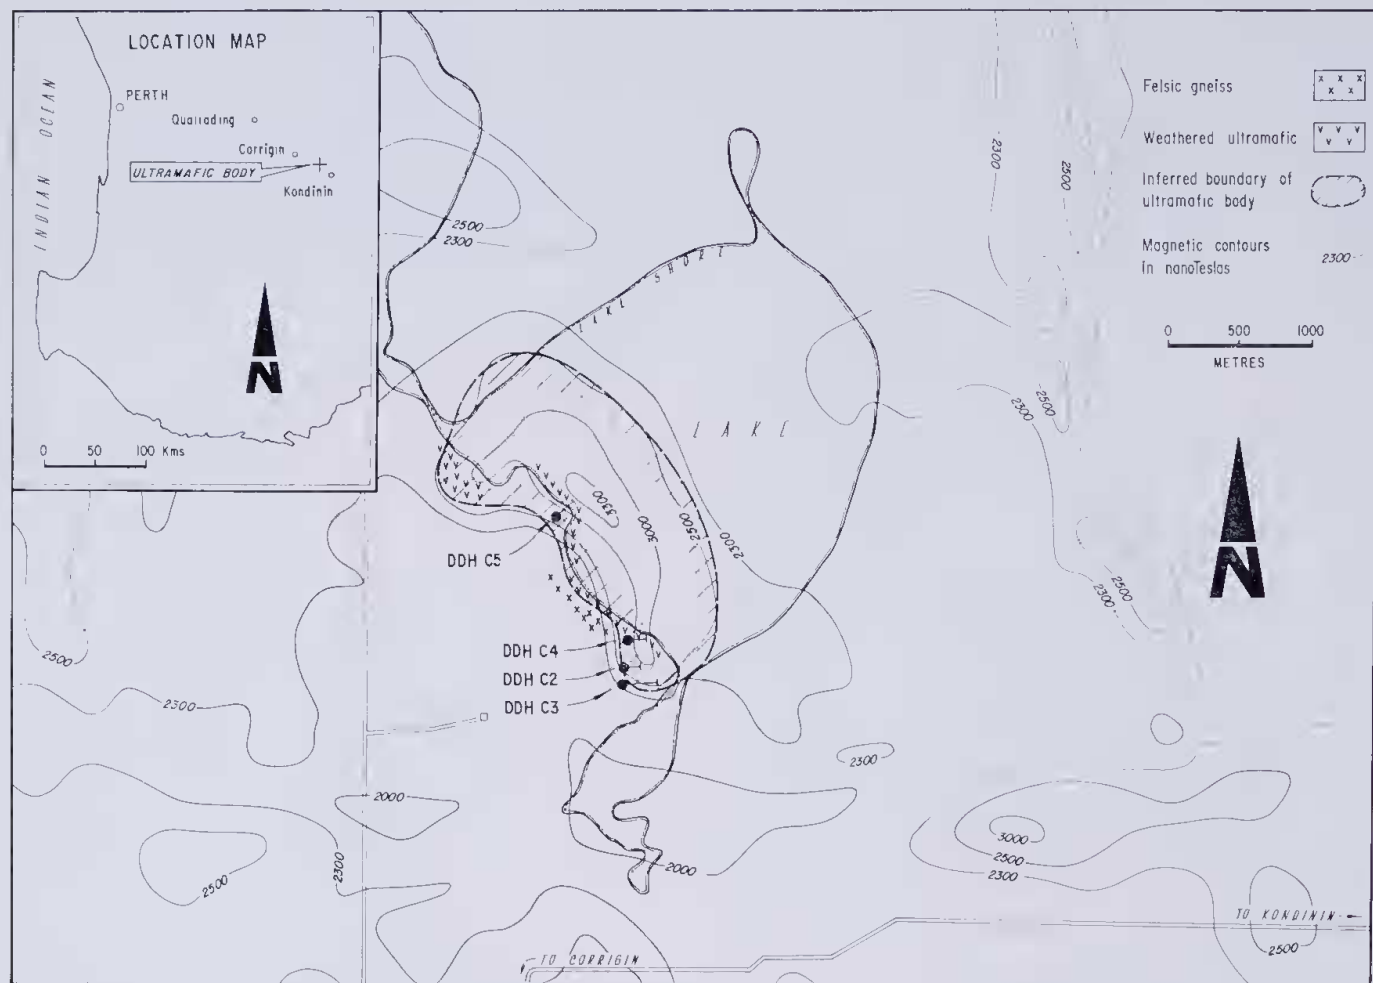 LOCATION MAP
INDIAN OCEAN
PERTH
Quairading
Corrigin
ULTRAMAFIC BODY
Kondinin
N
0 50 100 Kms
Felsic gneiss
Weathered ultramafic
Inferred boundary of
ultramafic body
Magnetic contours
in nanoTeslas
2300
0 500 1000
METRES
N
2500
2300
LAKE SHORE
LAKE
2300
2500
2300
2500
3300
3000
2500
2300
DDH C5
DDH C4
DDH C2
DDH C3
2500
2300
2500
2300
2300
2000
2300
2500
2000
3000
2500
2300
TO KONDININ
2500
TO CORRIGIN